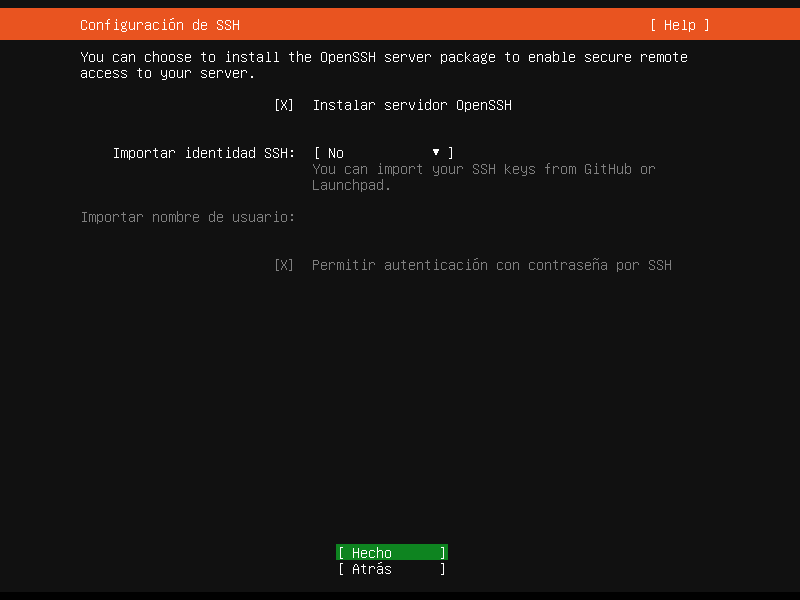 Configuración de SSH [ Help ]
You can choose to install the OpenSSH server package to enable secure remote
access to your server.
[X] Instalar servidor OpenSSH
Importar identidad SSH: [ No ▾ ]
You can import your SSH keys from GitHub or
Launchpad.
Importar nombre de usuario:
[X] Permitir autenticación con contraseña por SSH
[ Hecho ]
[ Atrás ]